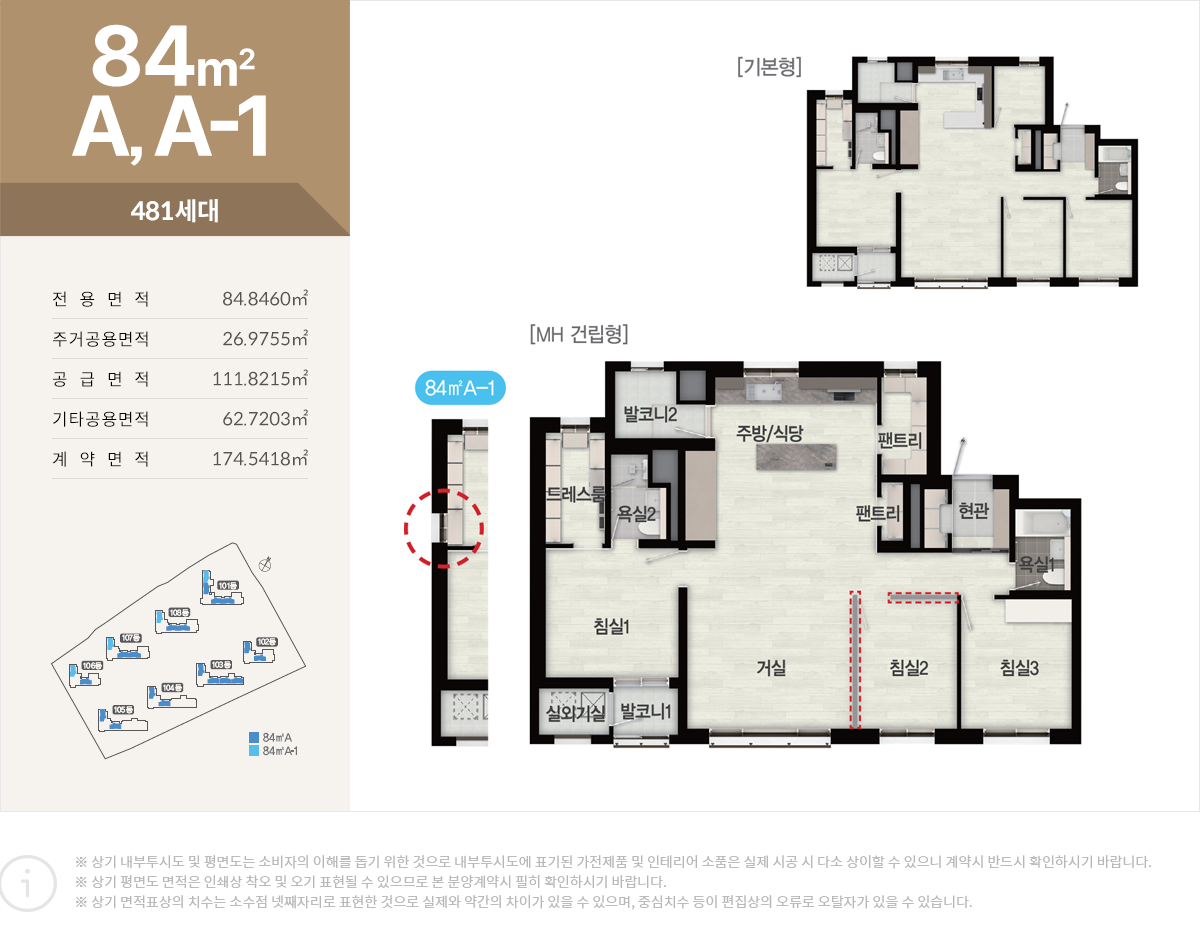 84m²
A, A-1
481세대
전 용 면 적 84.8460㎡
주거공용면적 26.9755㎡
공 급 면 적 111.8215㎡
기타공용면적 62.7203㎡
계 약 면 적 174.5418㎡
101동
108동
107동
102동
106동
103동
104동
105동
84㎡A
84㎡A-1
[기본형]
[MH 건립형]
84㎡A-1
발코니2
주방/식당
팬트리
드레스룸
욕실2
팬트리
현관
욕실1
침실1
거실
침실2
침실3
실외기실
발코니1
※ 상기 내부투시도 및 평면도는 소비자의 이해를 돕기 위한 것으로 내부투시도에 표기된 가전제품 및 인테리어 소품은 실제 시공 시 다소 상이할 수 있으니 계약시 반드시 확인하시기 바랍니다.
※ 상기 평면도 면적은 인쇄상 착오 및 오기 표현될 수 있으므로 본 분양계약시 필히 확인하시기 바랍니다.
※ 상기 면적표상의 치수는 소수점 넷째자리로 표현한 것으로 실제와 약간의 차이가 있을 수 있으며, 중심치수 등이 편집상의 오류로 오탈자가 있을 수 있습니다.